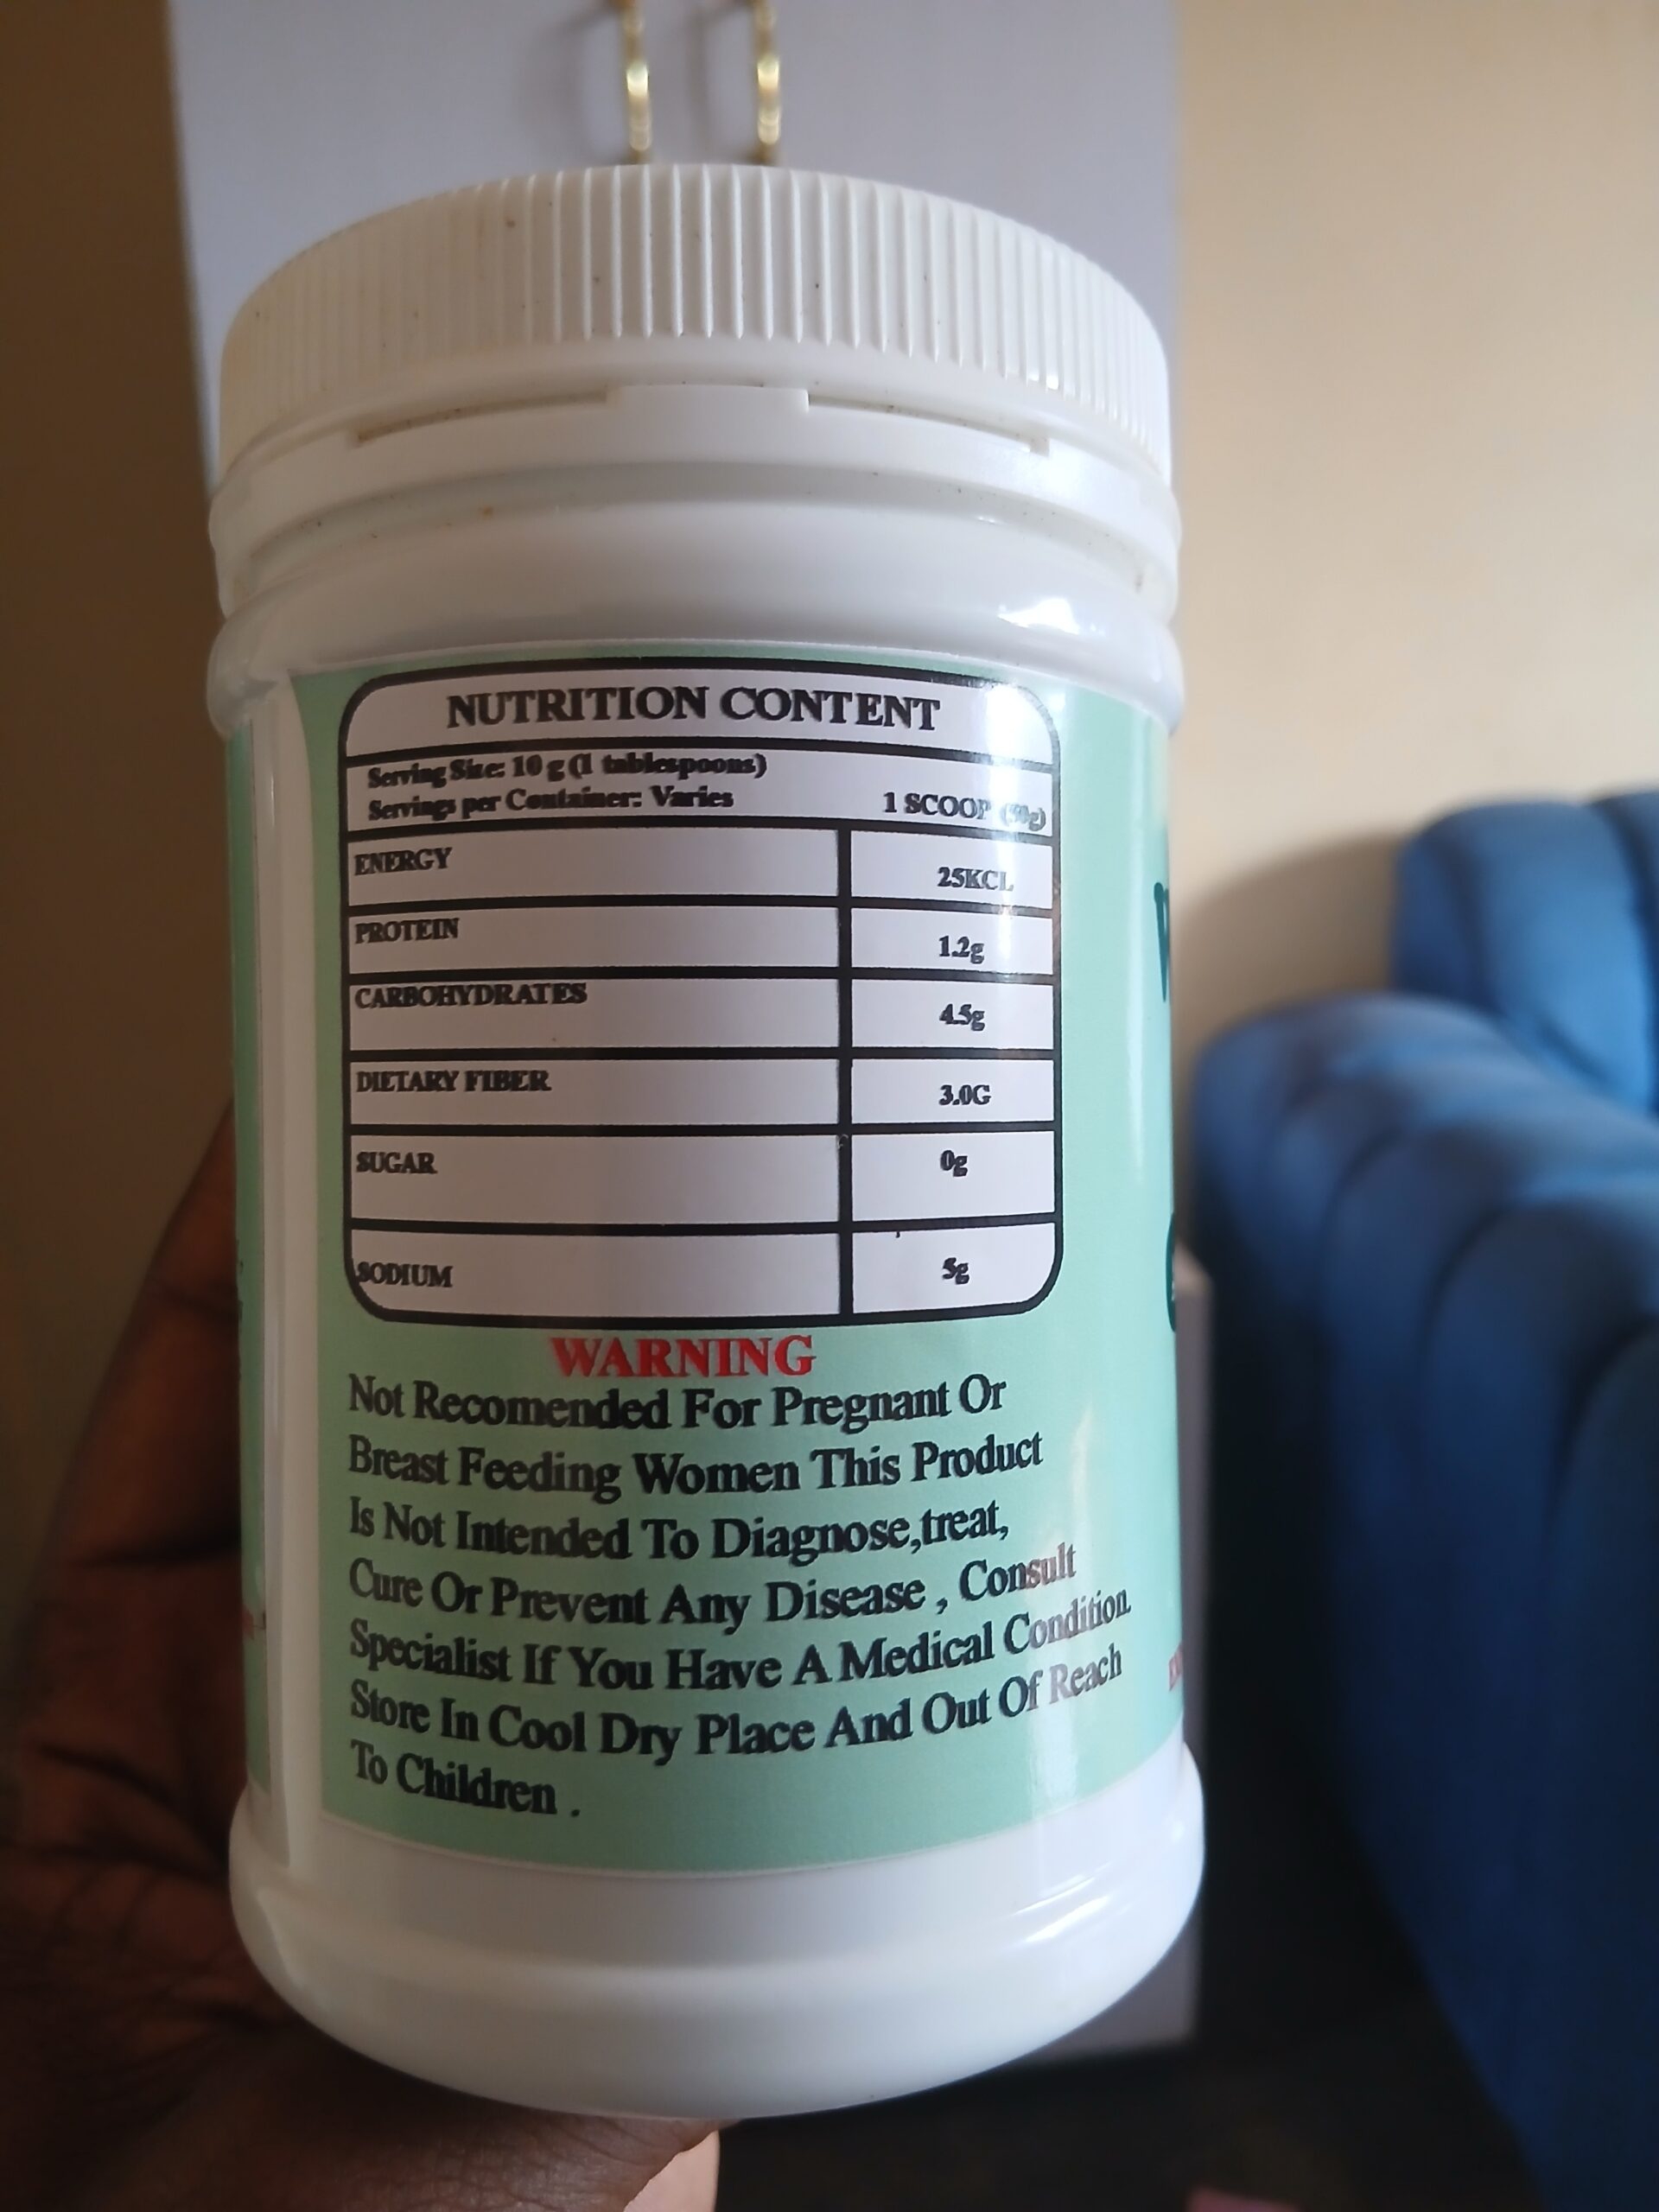 NUTRITION CONTENT
Serving Size: 10 g (1 tablespoons)
Servings per Container: Varies
1 SCOOP
ENERGY 25KCL
PROTEIN 1.2g
CARBOHYDRATES 4.5g
DIETARY FIBER 3.0G
SUGAR 0g
SODIUM 5g
WARNING
Not Recomended For Pregnant Or
Breast Feeding Women This Product
Is Not Intended To Diagnose,treat,
Cure Or Prevent Any Disease , Consult
Specialist If You Have A Medical Condition.
Store In Cool Dry Place And Out Of Reach
To Children .